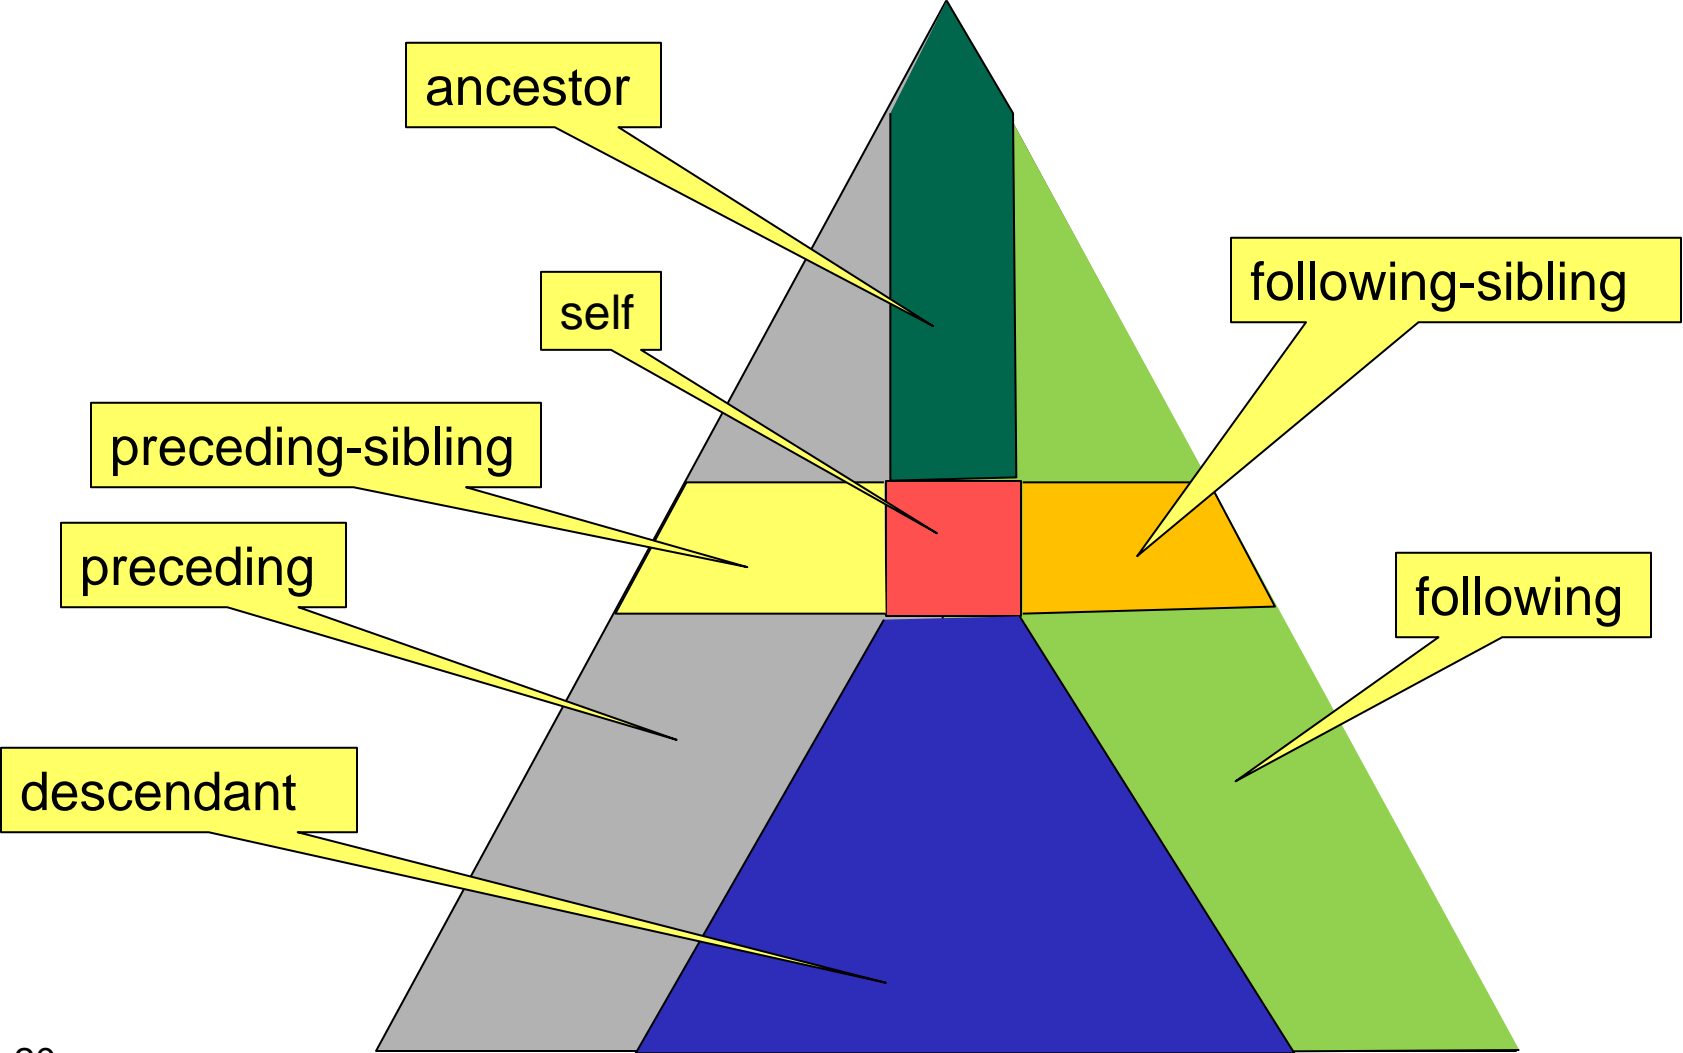 ancestor
self
following-sibling
preceding-sibling
preceding
following
descendant